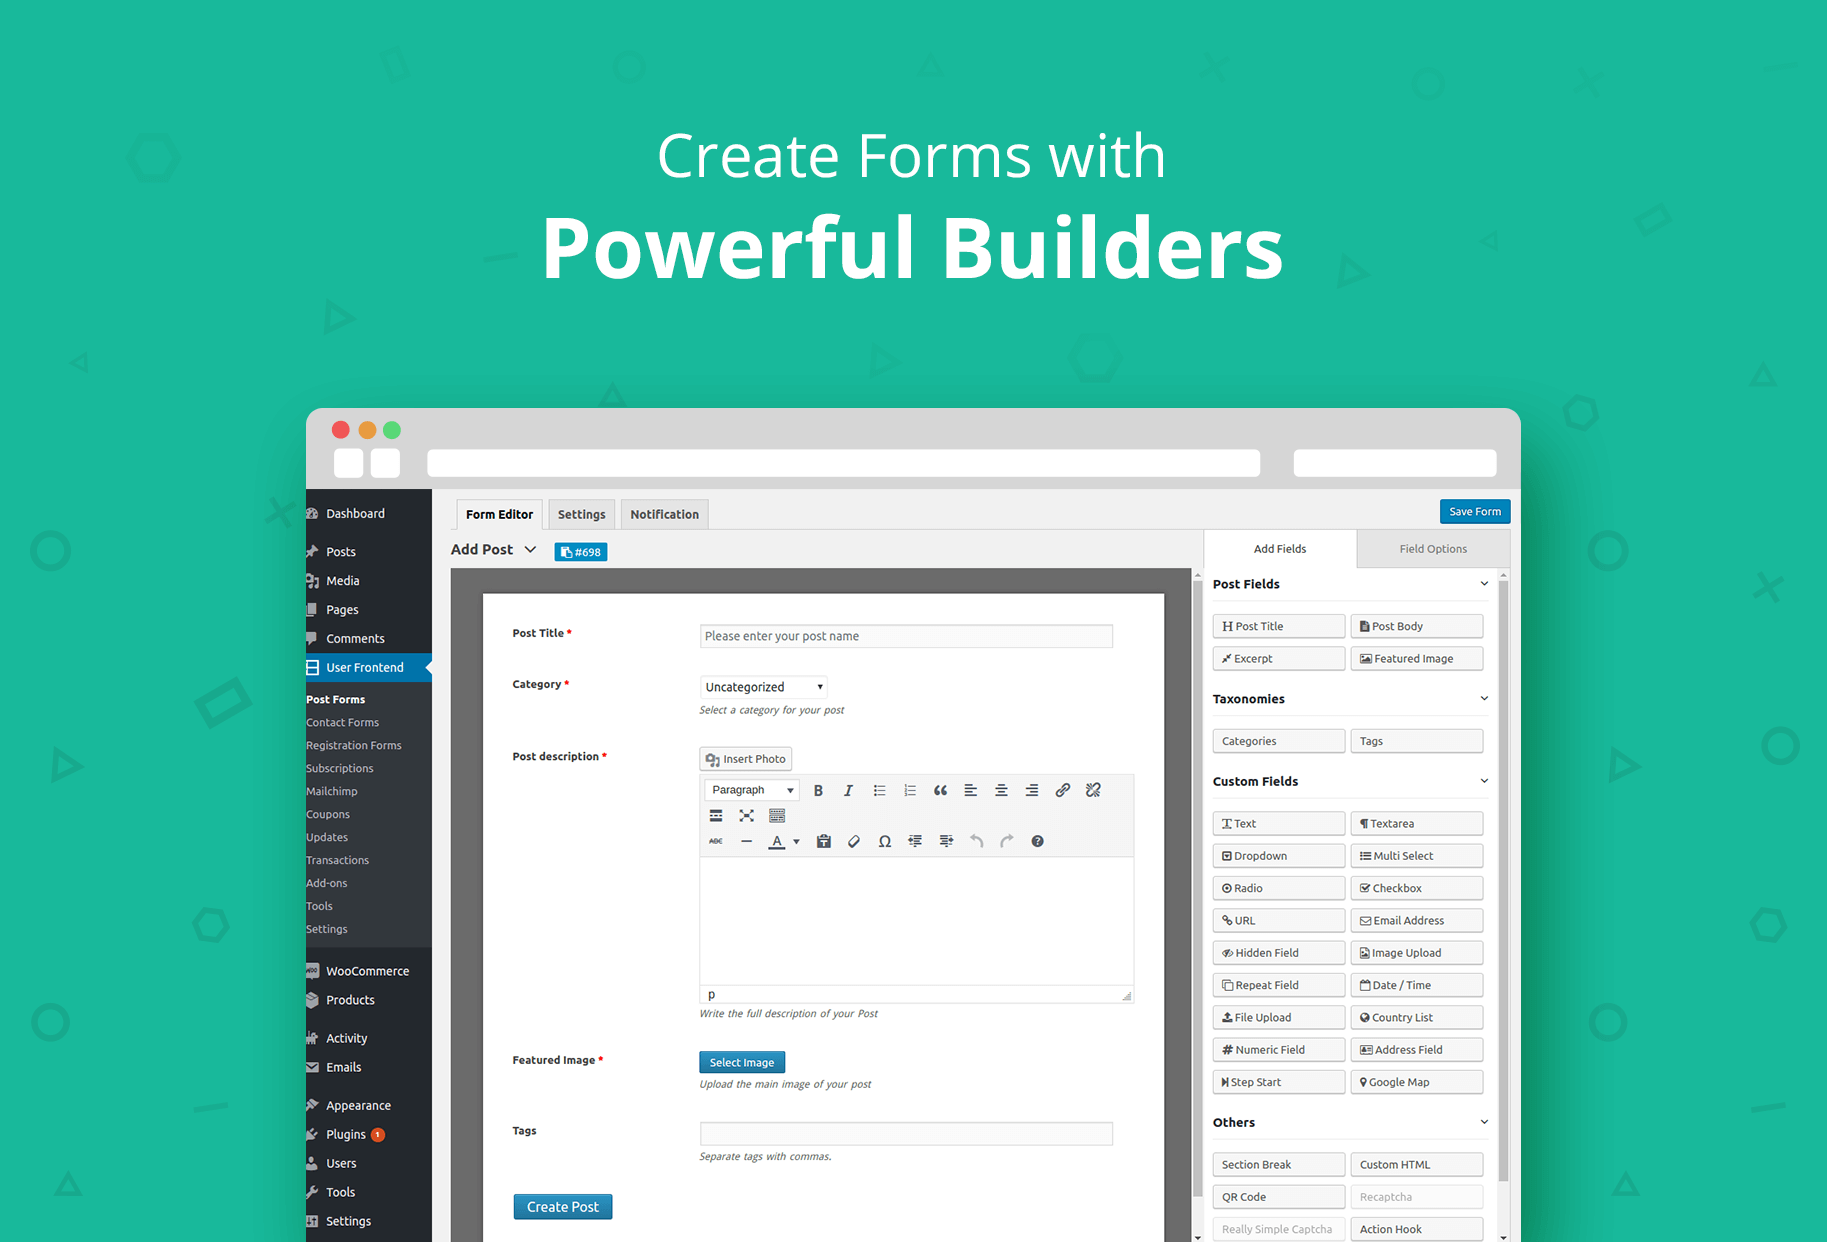 Create Forms with
Powerful Builders
Dashboard
Posts
Media
Pages
Comments
User Frontend
Post Forms
Contact Forms
Registration Forms
Subscriptions
Mailchimp
Coupons
Updates
Transactions
Add-ons
Tools
Settings
WooCommerce
Products
Activity
Emails
Appearance
Plugins 1
Users
Tools
Settings
Form Editor Settings Notification
Save Form
Add Post #698
Post Title *
Please enter your post name
Category *
Uncategorized
Select a category for your post
Post description *
Insert Photo
Paragraph
B I
ABC A
p
Write the full description of your Post
Featured Image *
Select Image
Upload the main image of your post
Tags
Separate tags with commas.
Create Post
Add Fields Field Options
Post Fields
Post Title Post Body
Excerpt Featured Image
Taxonomies
Categories Tags
Custom Fields
Text Textarea
Dropdown Multi Select
Radio Checkbox
URL Email Address
Hidden Field Image Upload
Repeat Field Date / Time
File Upload Country List
Numeric Field Address Field
Step Start Google Map
Others
Section Break Custom HTML
QR Code Recaptcha
Really Simple Captcha Action Hook